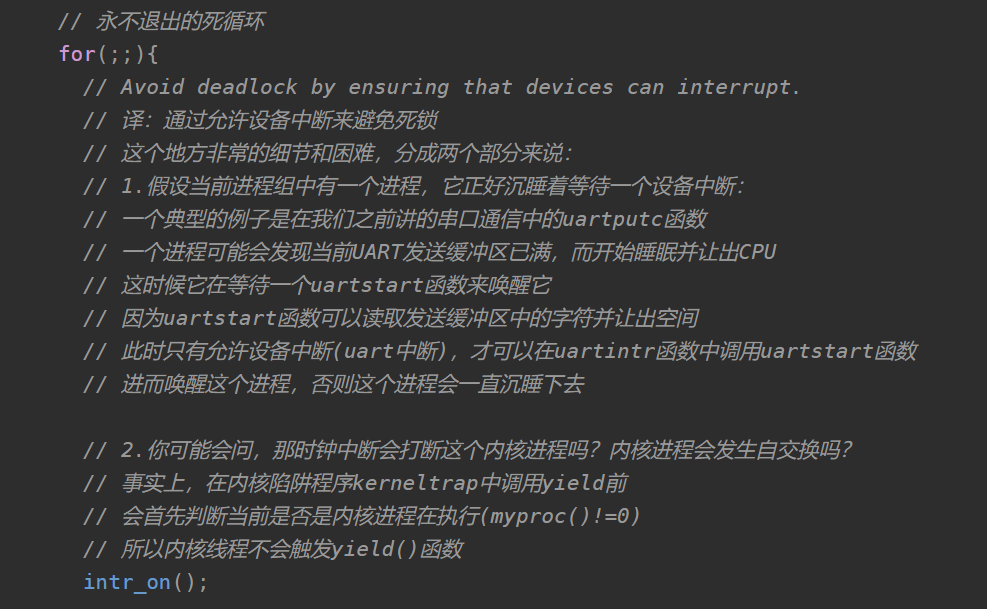 // 永不退出的死循环
for(;;){
// Avoid deadlock by ensuring that devices can interrupt.
// 译：通过允许设备中断来避免死锁
// 这个地方非常的细节和困难，分成两个部分来说：
// 1.假设当前进程组中有一个进程，它正好沉睡着等待一个设备中断：
// 一个典型的例子是在我们之前讲的串口通信中的uartputc函数
// 一个进程可能会发现当前UART发送缓冲区已满，而开始睡眠并让出CPU
// 这时候它在等待一个uartstart函数来唤醒它
// 因为uartstart函数可以读取发送缓冲区中的字符并让出空间
// 此时只有允许设备中断(uart中断)，才可以在uartintr函数中调用uartstart函数
// 进而唤醒这个进程，否则这个进程会一直沉睡下去
// 2.你可能会问，那时钟中断会打断这个内核进程吗？内核进程会发生自交换吗？
// 事实上，在内核陷阱程序kerneltrap中调用yield前
// 会首先判断当前是否是内核进程在执行(myproc()!=0)
// 所以内核线程不会触发yield()函数
intr_on();